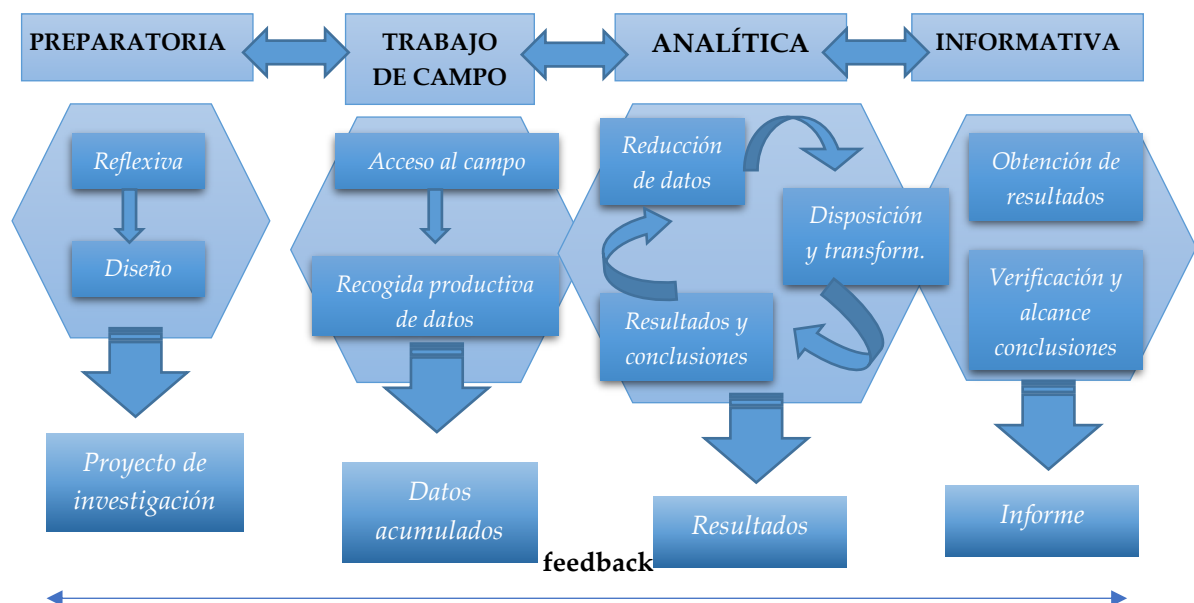 PREPARATORIA
TRABAJO
DE CAMPO
ANALÍTICA
INFORMATIVA
Reflexiva
Diseño
Proyecto de
investigación
Acceso al campo
Recogida productiva
de datos
Datos
acumulados
Reducción
de datos
Disposición
y transform.
Resultados y
conclusiones
Resultados
Obtención de
resultados
Verificación y
alcance
conclusiones
Informe
feedback